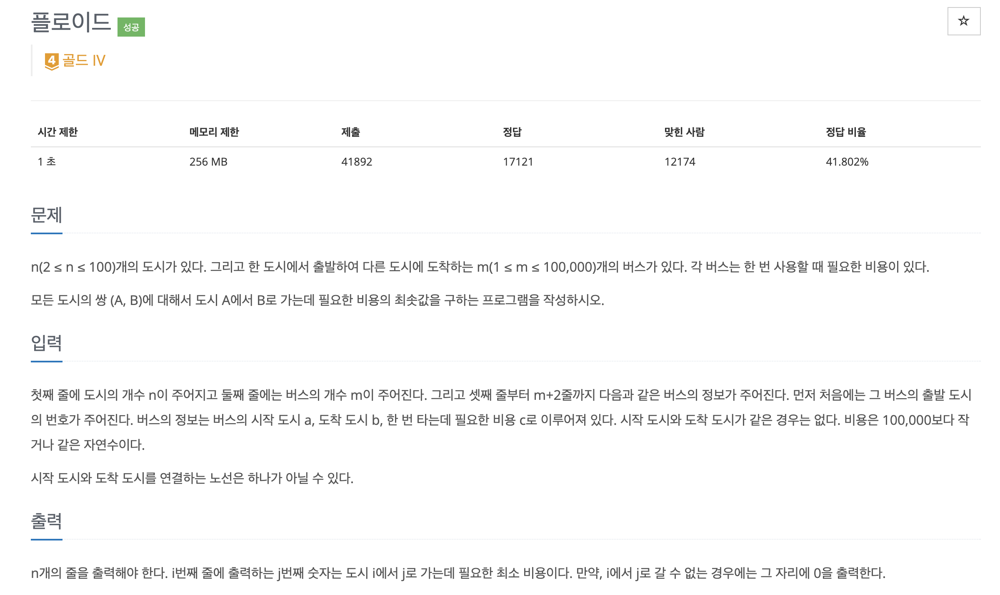 플로이드 성공
☆
4 골드 IV
시간 제한 메모리 제한 제출 정답 맞힌 사람 정답 비율
1 초 256 MB 41892 17121 12174 41.802%
문제
n(2 ≤ n ≤ 100)개의 도시가 있다. 그리고 한 도시에서 출발하여 다른 도시에 도착하는 m(1 ≤ m ≤ 100,000)개의 버스가 있다. 각 버스는 한 번 사용할 때 필요한 비용이 있다.
모든 도시의 쌍 (A, B)에 대해서 도시 A에서 B로 가는데 필요한 비용의 최솟값을 구하는 프로그램을 작성하시오.
입력
첫째 줄에 도시의 개수 n이 주어지고 둘째 줄에는 버스의 개수 m이 주어진다. 그리고 셋째 줄부터 m+2줄까지 다음과 같은 버스의 정보가 주어진다. 먼저 처음에는 그 버스의 출발 도시
의 번호가 주어진다. 버스의 정보는 버스의 시작 도시 a, 도착 도시 b, 한 번 타는데 필요한 비용 c로 이루어져 있다. 시작 도시와 도착 도시가 같은 경우는 없다. 비용은 100,000보다 작
거나 같은 자연수이다.
시작 도시와 도착 도시를 연결하는 노선은 하나가 아닐 수 있다.
출력
n개의 줄을 출력해야 한다. i번째 줄에 출력하는 j번째 숫자는 도시 i에서 j로 가는데 필요한 최소 비용이다. 만약, i에서 j로 갈 수 없는 경우에는 그 자리에 0을 출력한다.